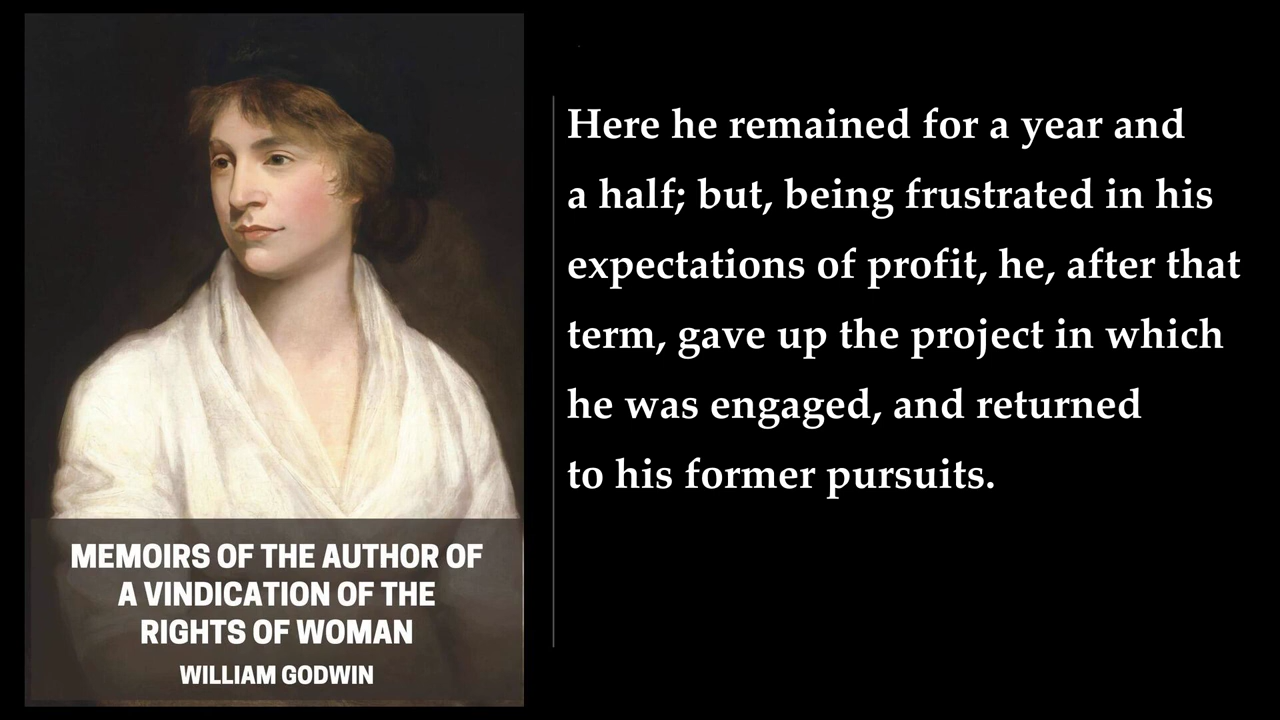 MEMOIRS OF THE AUTHOR OF
A VINDICATION OF THE
RIGHTS OF WOMAN
WILLIAM GODWIN
Here he remained for a year and
a half; but, being frustrated in his
expectations of profit, he, after that
term, gave up the project in which
he was engaged, and returned
to his former pursuits.